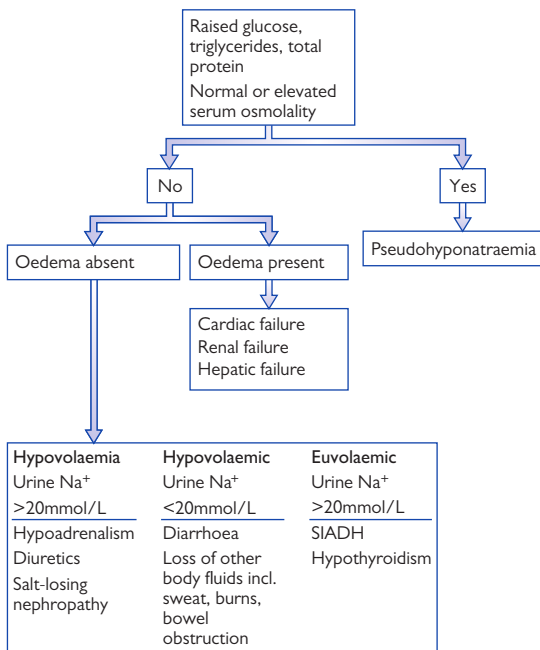 Raised glucose,
triglycerides, total
protein
Normal or elevated
serum osmolality
No
Yes
Oedema absent
Oedema present
Pseudohyponatraemia
Cardiac failure
Renal failure
Hepatic failure
Hypovolaemia
Urine Na⁺
>20mmol/L
Hypoadrenalism
Diuretics
Salt-losing
nephropathy
Hypovolaemic
Urine Na⁺
<20mmol/L
Diarrhoea
Loss of other
body fluids incl.
sweat, burns,
bowel
obstruction
Euvolaemic
Urine Na⁺
>20mmol/L
SIADH
Hypothyroidism